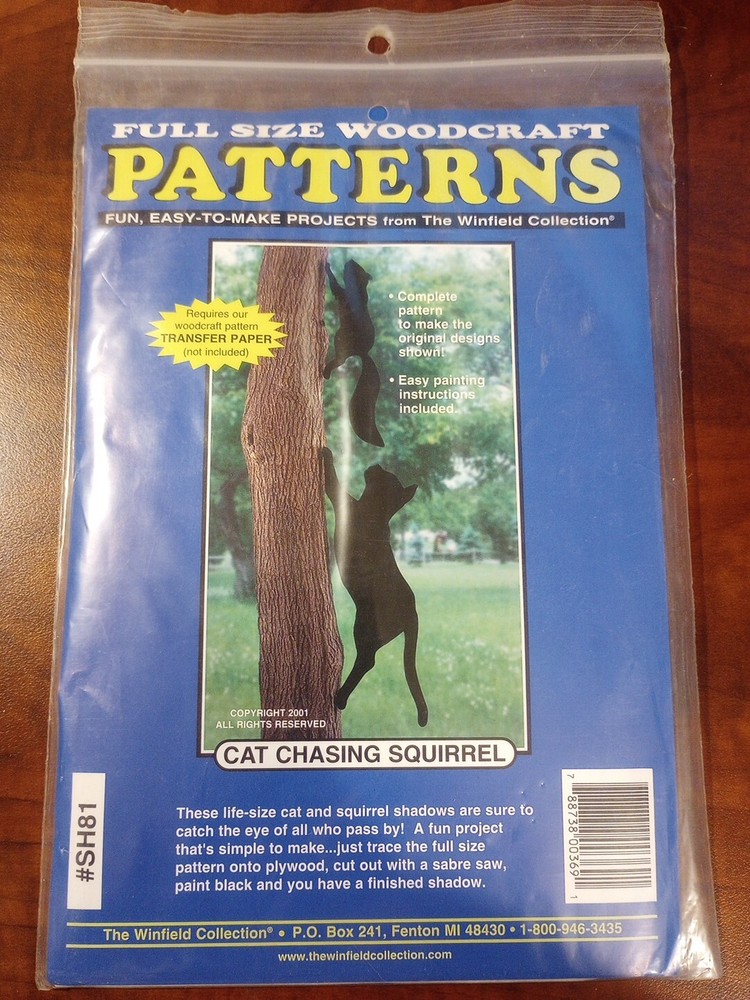 FULL SIZE WOODCRAFT
PATTERNS
FUN, EASY-TO-MAKE PROJECTS from The Winfield Collection®
Requires our
woodcraft pattern
TRANSFER PAPER
(not included)
• Complete
pattern
to make the
original designs
shown!
• Easy painting
instructions
included.
COPYRIGHT 2001
ALL RIGHTS RESERVED
CAT CHASING SQUIRREL
#SH81
These life-size cat and squirrel shadows are sure to
catch the eye of all who pass by! A fun project
that's simple to make...just trace the full size
pattern onto plywood, cut out with a sabre saw,
paint black and you have a finished shadow.
7 88738 00369 1
The Winfield Collection® • P.O. Box 241, Fenton MI 48430 • 1-800-946-3435
www.thewinfieldcollection.com